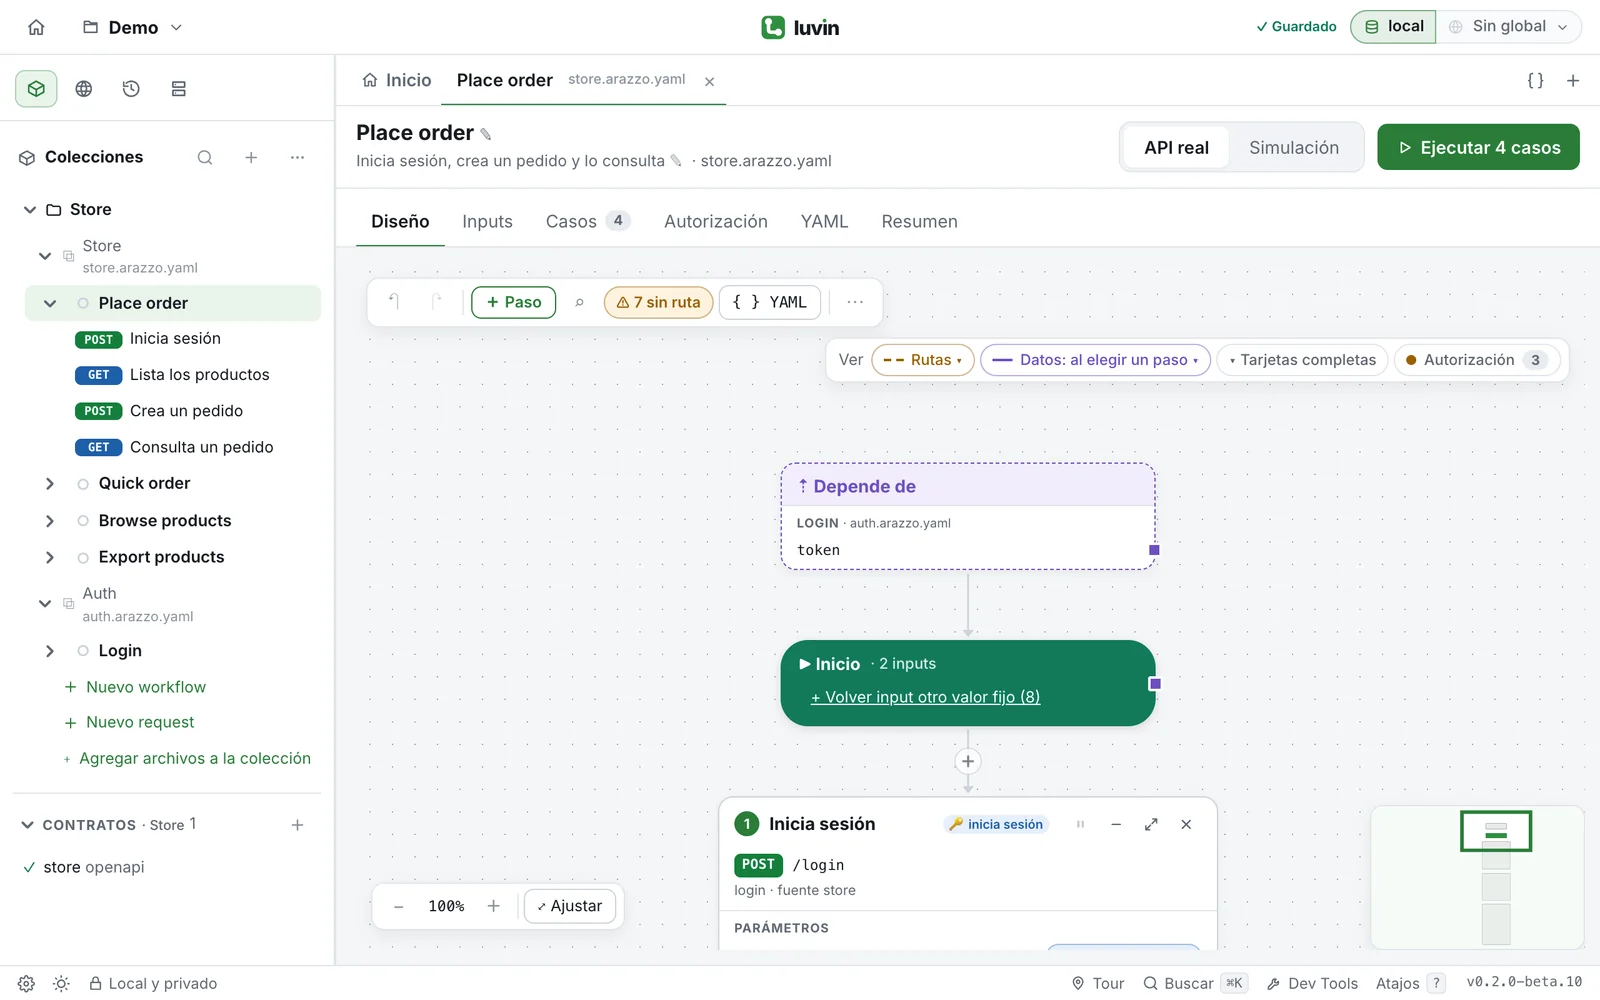 Demo
luvin
Guardado
local
Sin global
Inicio
Place order store.arazzo.yaml
Colecciones
Place order
Inicia sesión, crea un pedido y lo consulta · store.arazzo.yaml
API real
Simulación
Ejecutar 4 casos
Diseño
Inputs
Casos 4
Autorización
YAML
Resumen
Store
Store
store.arazzo.yaml
Place order
POST Inicia sesión
GET Lista los productos
POST Crea un pedido
GET Consulta un pedido
Quick order
Browse products
Export products
Auth
auth.arazzo.yaml
Login
+ Nuevo workflow
+ Nuevo request
+ Agregar archivos a la colección
CONTRATOS · Store 1
store openapi
+ Paso
7 sin ruta
{ } YAML
Ver
Rutas
Datos: al elegir un paso
Tarjetas completas
Autorización 3
Depende de
LOGIN · auth.arazzo.yaml
token
Inicio · 2 inputs
+ Volver input otro valor fijo (8)
1 Inicia sesión
inicia sesión
POST /login
login · fuente store
PARÁMETROS
100%
Ajustar
Local y privado
Tour
Buscar ⌘K
Dev Tools
Atajos ?
v0.2.0-beta.10